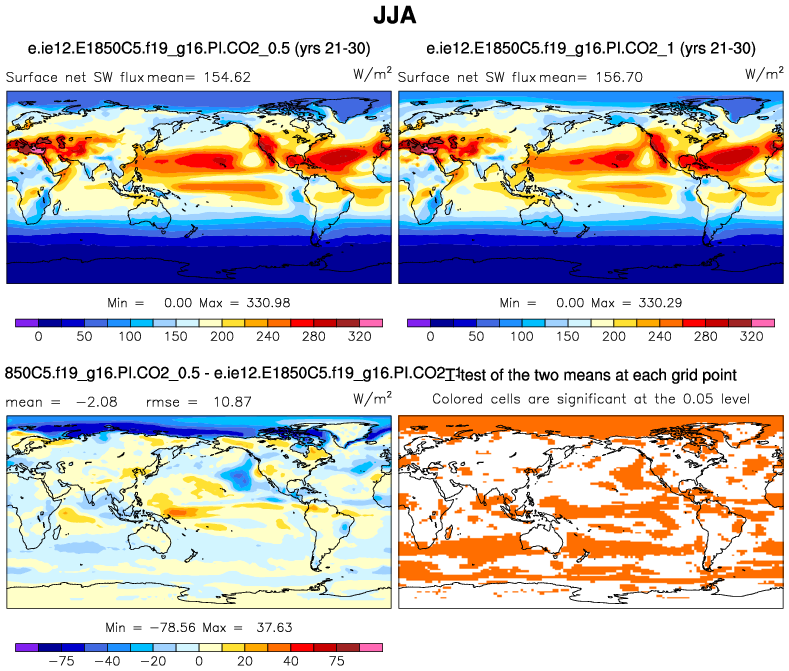 JJA
e.ie12.E1850C5.f19_g16.PI.CO2_0.5 (yrs 21-30)
Surface net SW flux mean= 154.62 W/m²
Min = 0.00 Max = 330.98
0 50 100 150 200 240 280 320
e.ie12.E1850C5.f19_g16.PI.CO2_1 (yrs 21-30)
Surface net SW flux mean= 156.70 W/m²
Min = 0.00 Max = 330.29
0 50 100 150 200 240 280 320
850C5.f19_g16.PI.CO2_0.5 - e.ie12.E1850C5.f19_g16.PI.CO2_1
mean = -2.08 rmse = 10.87 W/m²
Min = -78.56 Max = 37.63
-75 -40 -20 0 20 40 75
T-test of the two means at each grid point
Colored cells are significant at the 0.05 level